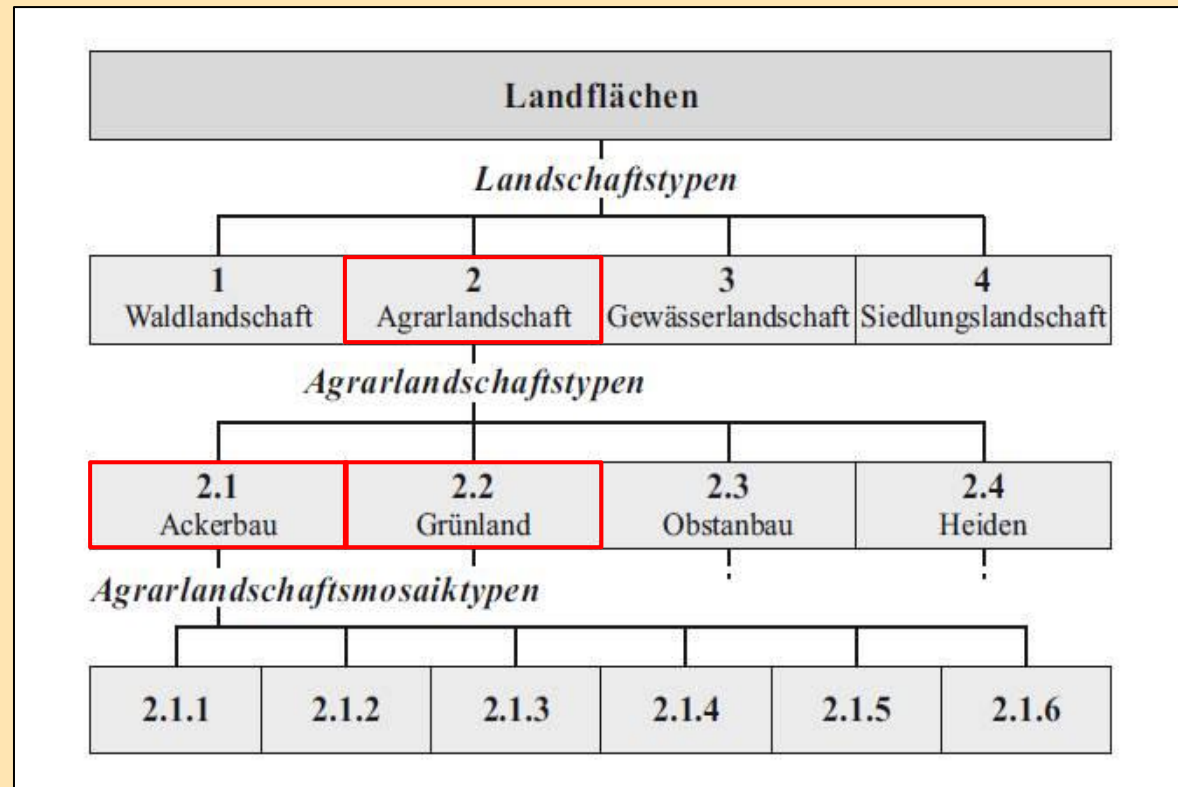 Landflächen
Landschaftstypen
1 2 3 4
Waldlandschaft Agrarlandschaft Gewässerlandschaft Siedlungslandschaft
Agrarlandschaftstypen
2.1 2.2 2.3 2.4
Ackerbau Grünland Obstanbau Heiden
Agrarlandschaftsmosaiktypen
2.1.1 2.1.2 2.1.3 2.1.4 2.1.5 2.1.6